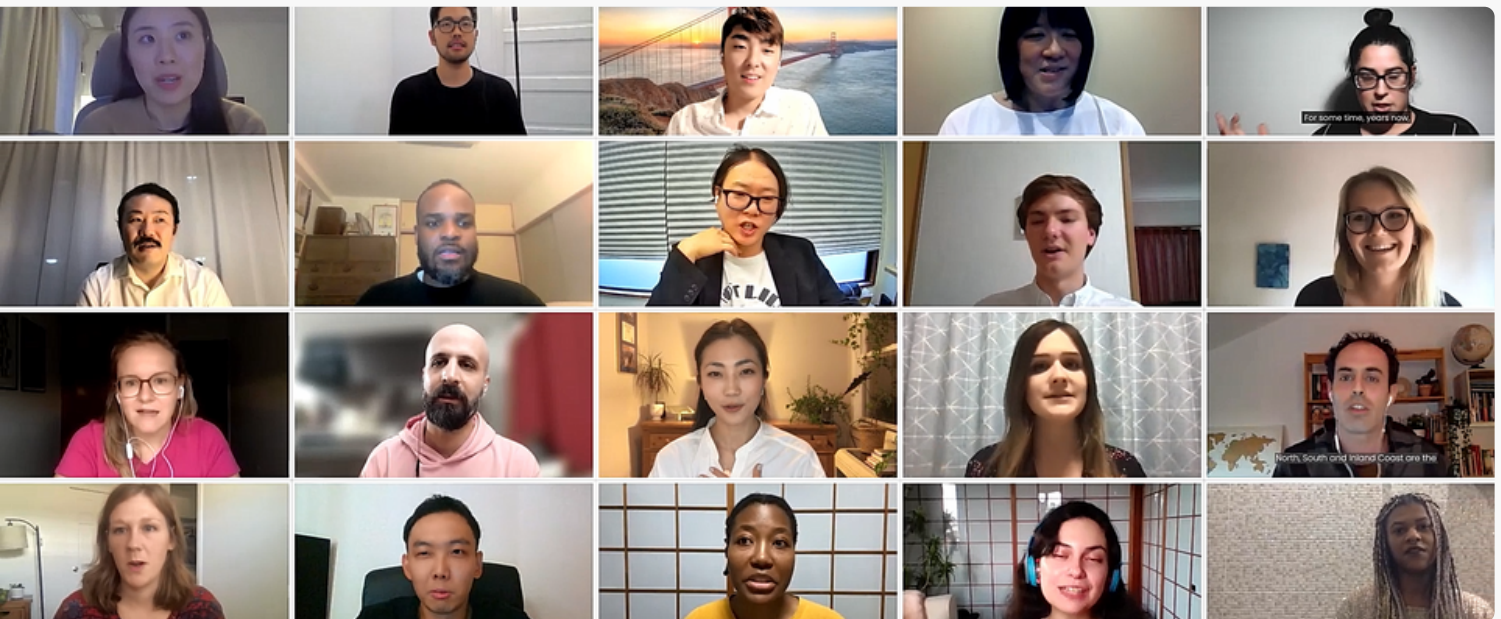 For some time, years now,
North, South and Inland Coast are the